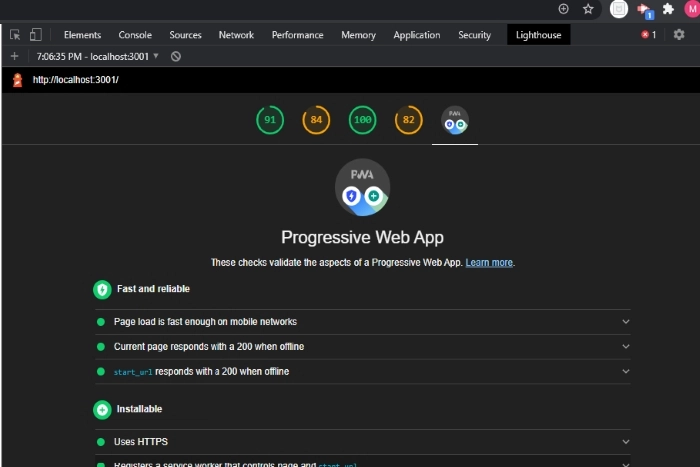 M
1
Elements Console Sources Network Performance Memory Application Security Lighthouse 1
7:06:35 PM - localhost:3001
http://localhost:3001/
91 84 100 82 PWA
PWA
Progressive Web App
These checks validate the aspects of a Progressive Web App. Learn more.
Fast and reliable
Page load is fast enough on mobile networks
Current page responds with a 200 when offline
start_url responds with a 200 when offline
Installable
Uses HTTPS
Registers a service worker that controls page and start_url